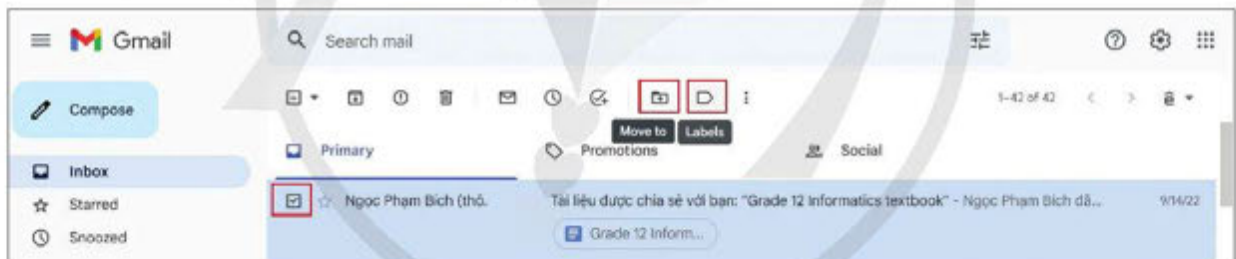 Gmail
Search mail
Compose
1–42 of 42
Move to
Labels
Primary
Promotions
Social
Inbox
Ngọc Phạm Bích (thô.
Tài liệu được chia sẻ với bạn: "Grade 12 Informatics textbook" - Ngọc Phạm Bích đã...
9/14/22
Starred
Grade 12 Inform...
Snoozed